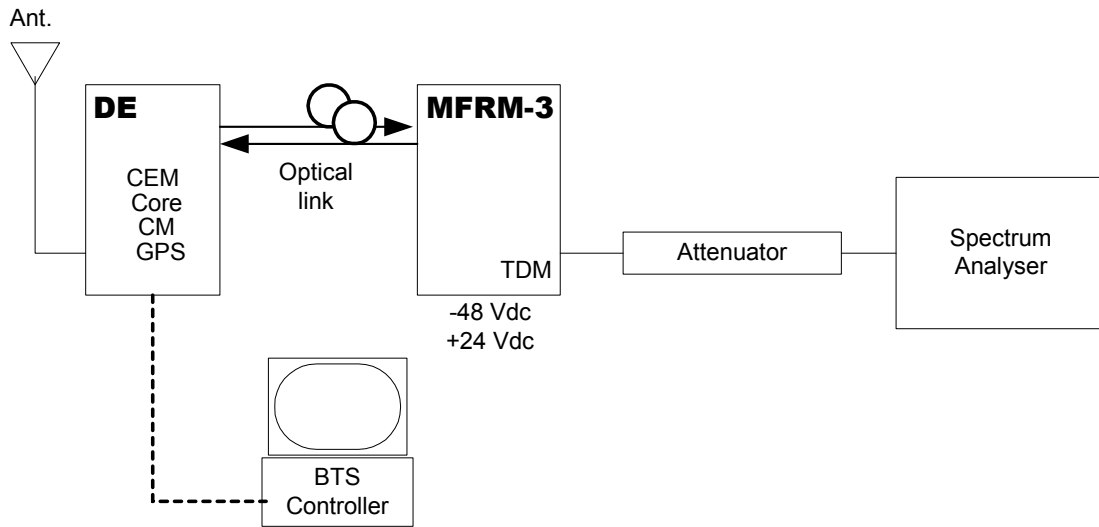 Ant.
DE
CEM
Core
CM
GPS
Optical
link
MFRM-3
TDM
-48 Vdc
+24 Vdc
Attenuator
Spectrum
Analyser
BTS
Controller